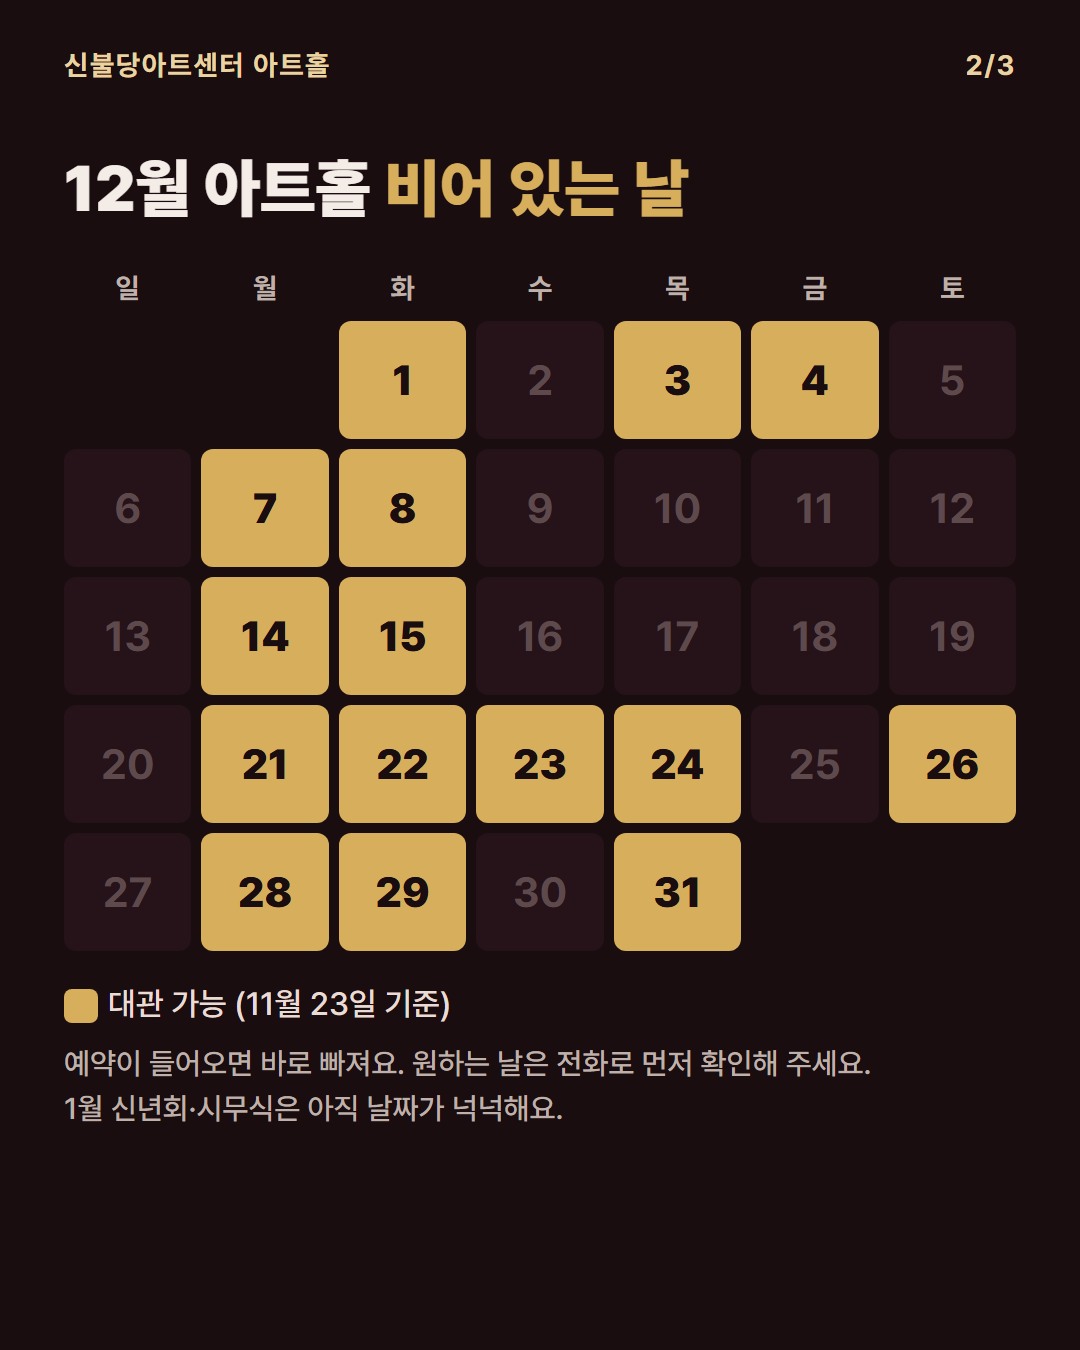 신불당아트센터 아트홀 2/3
12월 아트홀 비어 있는 날
일 월 화 수 목 금 토
1 2 3 4 5
6 7 8 9 10 11 12
13 14 15 16 17 18 19
20 21 22 23 24 25 26
27 28 29 30 31
대관 가능 (11월 23일 기준)
예약이 들어오면 바로 빠져요. 원하는 날은 전화로 먼저 확인해 주세요.
1월 신년회·시무식은 아직 날짜가 넉넉해요.